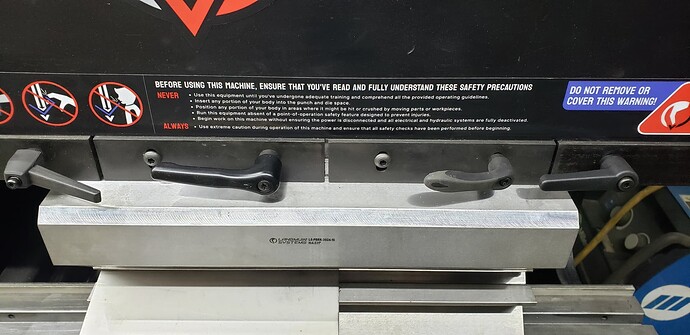 BEFORE USING THIS MACHINE, ENSURE THAT YOU'VE READ AND FULLY UNDERSTAND THESE SAFETY PRECAUTIONS
NEVER
• Use this equipment until you've undergone adequate training and comprehend all the provided operating guidelines.
• Insert any portion of your body into the punch and die space.
• Position any portion of your body in areas where it might be hit or crushed by moving parts or workpieces.
• Run this equipment absent of a point-of-operation safety feature designed to prevent injuries.
• Begin work on this machine without ensuring the power is disconnected and all electrical and hydraulic systems are fully deactivated.
ALWAYS
• Use extreme caution during operation of this machine and ensure that all safety checks have been performed before beginning.
DO NOT REMOVE OR
COVER THIS WARNING!
SYSTEMS